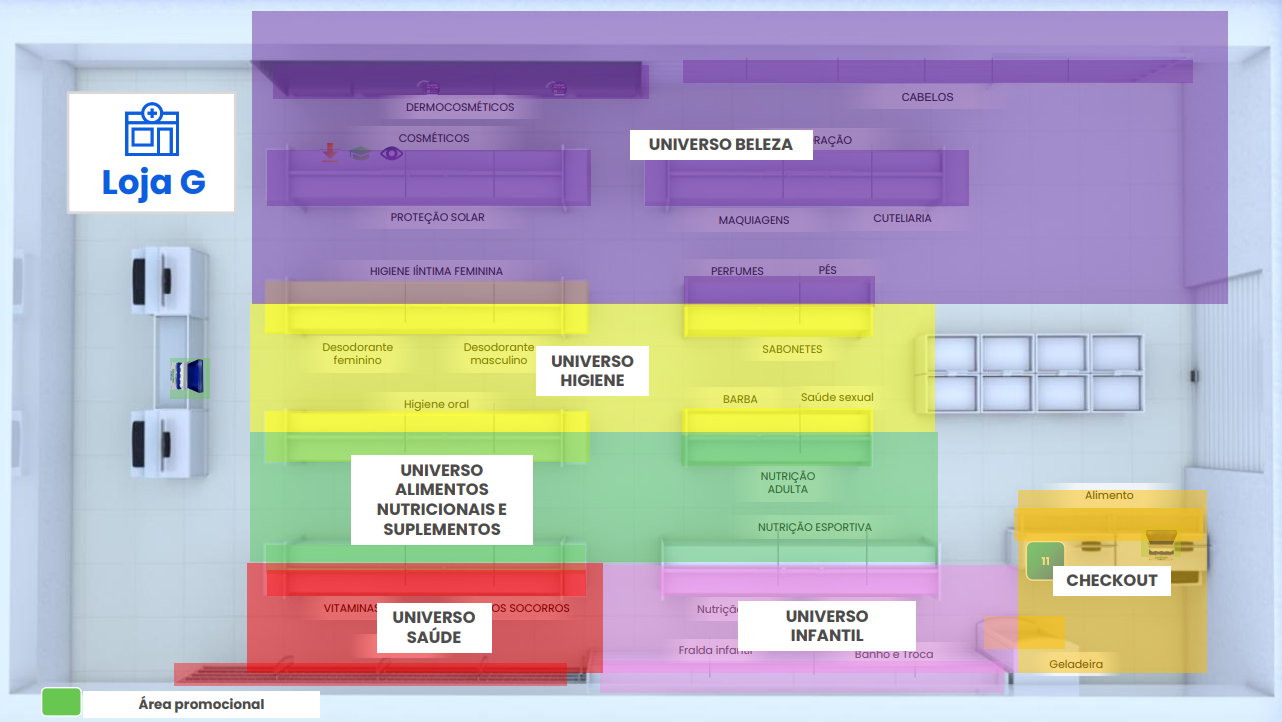 DERMOCOSMÉTICOS
CABELOS
COSMÉTICOS
UNIVERSO BELEZA
RAÇÃO
Loja G
PROTEÇÃO SOLAR
MAQUIAGENS
CUTELIARIA
HIGIENE IÍNTIMA FEMININA
PERFUMES
PÉS
Desodorante
feminino
Desodorante
masculino
UNIVERSO
HIGIENE
SABONETES
Higiene oral
BARBA
Saúde sexual
UNIVERSO
ALIMENTOS
NUTRICIONAIS E
SUPLEMENTOS
NUTRIÇÃO
ADULTA
NUTRIÇÃO ESPORTIVA
Alimento
11
CHECKOUT
VITAMINAS
OS SOCORROS
UNIVERSO
SAÚDE
Nutriçã
UNIVERSO
INFANTIL
Fralda infantil
Banho e Troca
Geladeira
Área promocional